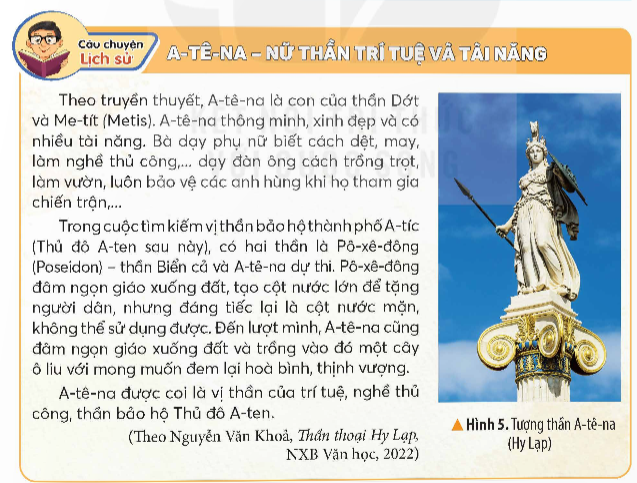 Câu chuyện
Lịch sử
A-TÊ-NA – NỮ THẦN TRÍ TUỆ VÀ TÀI NĂNG
Theo truyền thuyết, A-tê-na là con của thần Dớt
và Me-tít (Metis). A-tê-na thông minh, xinh đẹp và có
nhiều tài năng. Bà dạy phụ nữ biết cách dệt, may,
làm nghề thủ công,... dạy đàn ông cách trồng trọt,
làm vườn, luôn bảo vệ các anh hùng khi họ tham gia
chiến trận,...
Trong cuộc tìm kiếm vị thần bảo hộ thành phố A-tíc
(Thủ đô A-ten sau này), có hai thần là Pô-xê-đông
(Poseidon) – thần Biển cả và A-tê-na dự thi. Pô-xê-đông
đâm ngọn giáo xuống đất, tạo cột nước lớn để tặng
người dân, nhưng đáng tiếc lại là cột nước mặn,
không thể sử dụng được. Đến lượt mình, A-tê-na cũng
đâm ngọn giáo xuống đất và trồng vào đó một cây
ô liu với mong muốn đem lại hoà bình, thịnh vượng.
A-tê-na được coi là vị thần của trí tuệ, nghề thủ
công, thần bảo hộ Thủ đô A-ten.
(Theo Nguyễn Văn Khoả, Thần thoại Hy Lạp,
NXB Văn học, 2022)
▲ Hình 5. Tượng thần A-tê-na
(Hy Lạp)